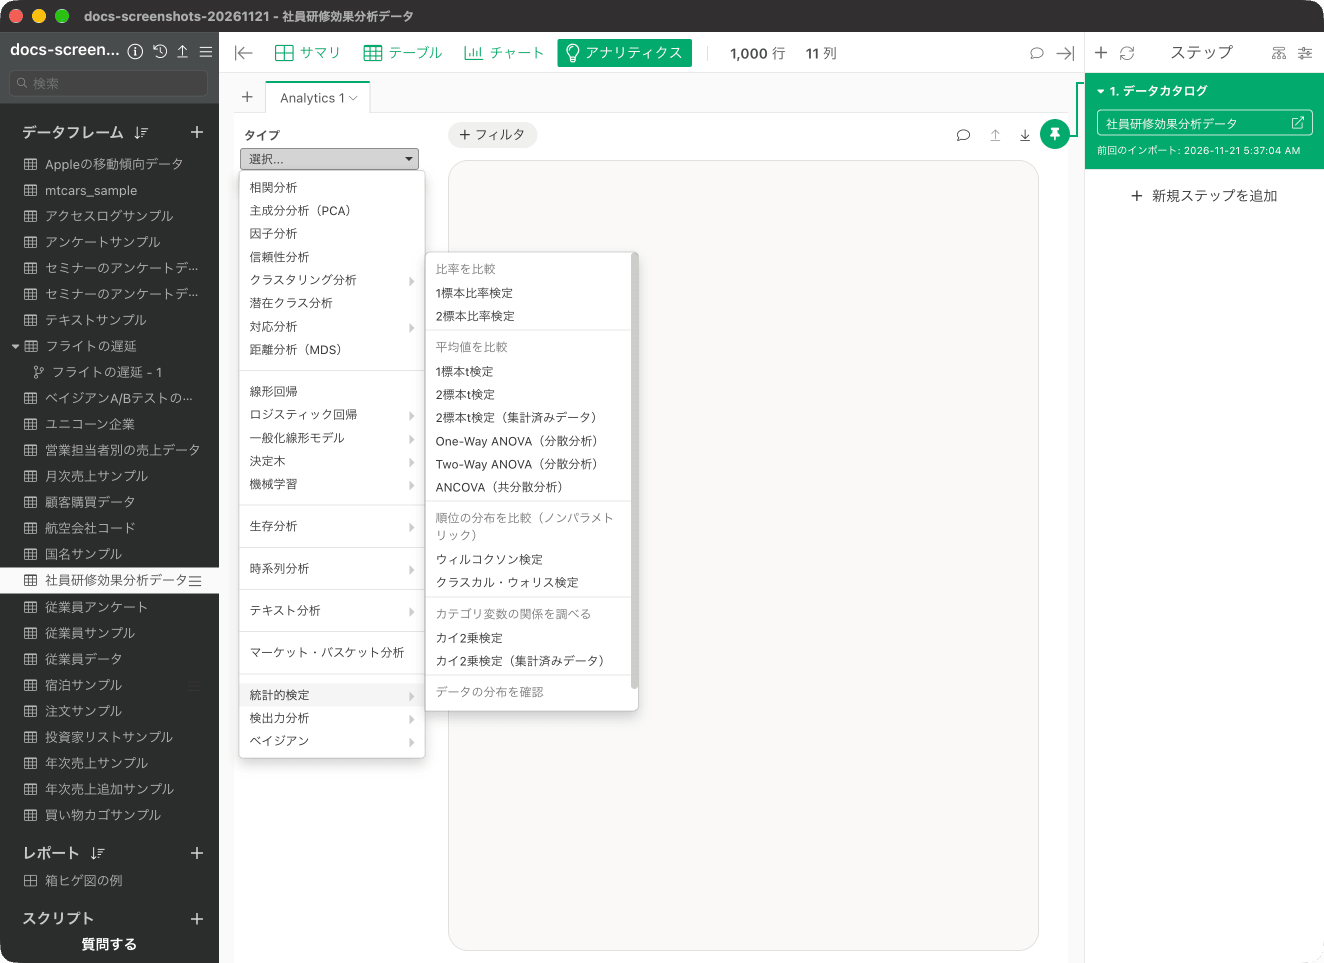 docs-screenshots-20261121 - 社員研修効果分析データ
docs-screen...
検索
データフレーム
Appleの移動傾向データ
mtcars_sample
アクセスログサンプル
アンケートサンプル
セミナーのアンケートデ...
セミナーのアンケートデ...
テキストサンプル
フライトの遅延
フライトの遅延 - 1
ベイジアンA/Bテストの...
ユニコーン企業
営業担当者別の売上データ
月次売上サンプル
顧客購買データ
航空会社コード
国名サンプル
社員研修効果分析データ
従業員アンケート
従業員サンプル
従業員データ
宿泊サンプル
注文サンプル
投資家リストサンプル
年次売上サンプル
年次売上追加サンプル
買い物カゴサンプル
レポート
箱ヒゲ図の例
スクリプト
質問する
サマリ
テーブル
チャート
アナリティクス
1,000 行
11 列
Analytics 1
タイプ
選択...
フィルタ
相関分析
主成分分析（PCA）
因子分析
信頼性分析
クラスタリング分析
潜在クラス分析
対応分析
距離分析（MDS）
線形回帰
ロジスティック回帰
一般化線形モデル
決定木
機械学習
生存分析
時系列分析
テキスト分析
マーケット・バスケット分析
統計的検定
検出力分析
ベイジアン
比率を比較
1標本比率検定
2標本比率検定
平均値を比較
1標本t検定
2標本t検定
2標本t検定（集計済みデータ）
One-Way ANOVA（分散分析）
Two-Way ANOVA（分散分析）
ANCOVA（共分散分析）
順位の分布を比較（ノンパラメト
リック）
ウィルコクソン検定
クラスカル・ウォリス検定
カテゴリ変数の関係を調べる
カイ2乗検定
カイ2乗検定（集計済みデータ）
データの分布を確認
ステップ
1. データカタログ
社員研修効果分析データ
前回のインポート: 2026-11-21 5:37:04 AM
新規ステップを追加